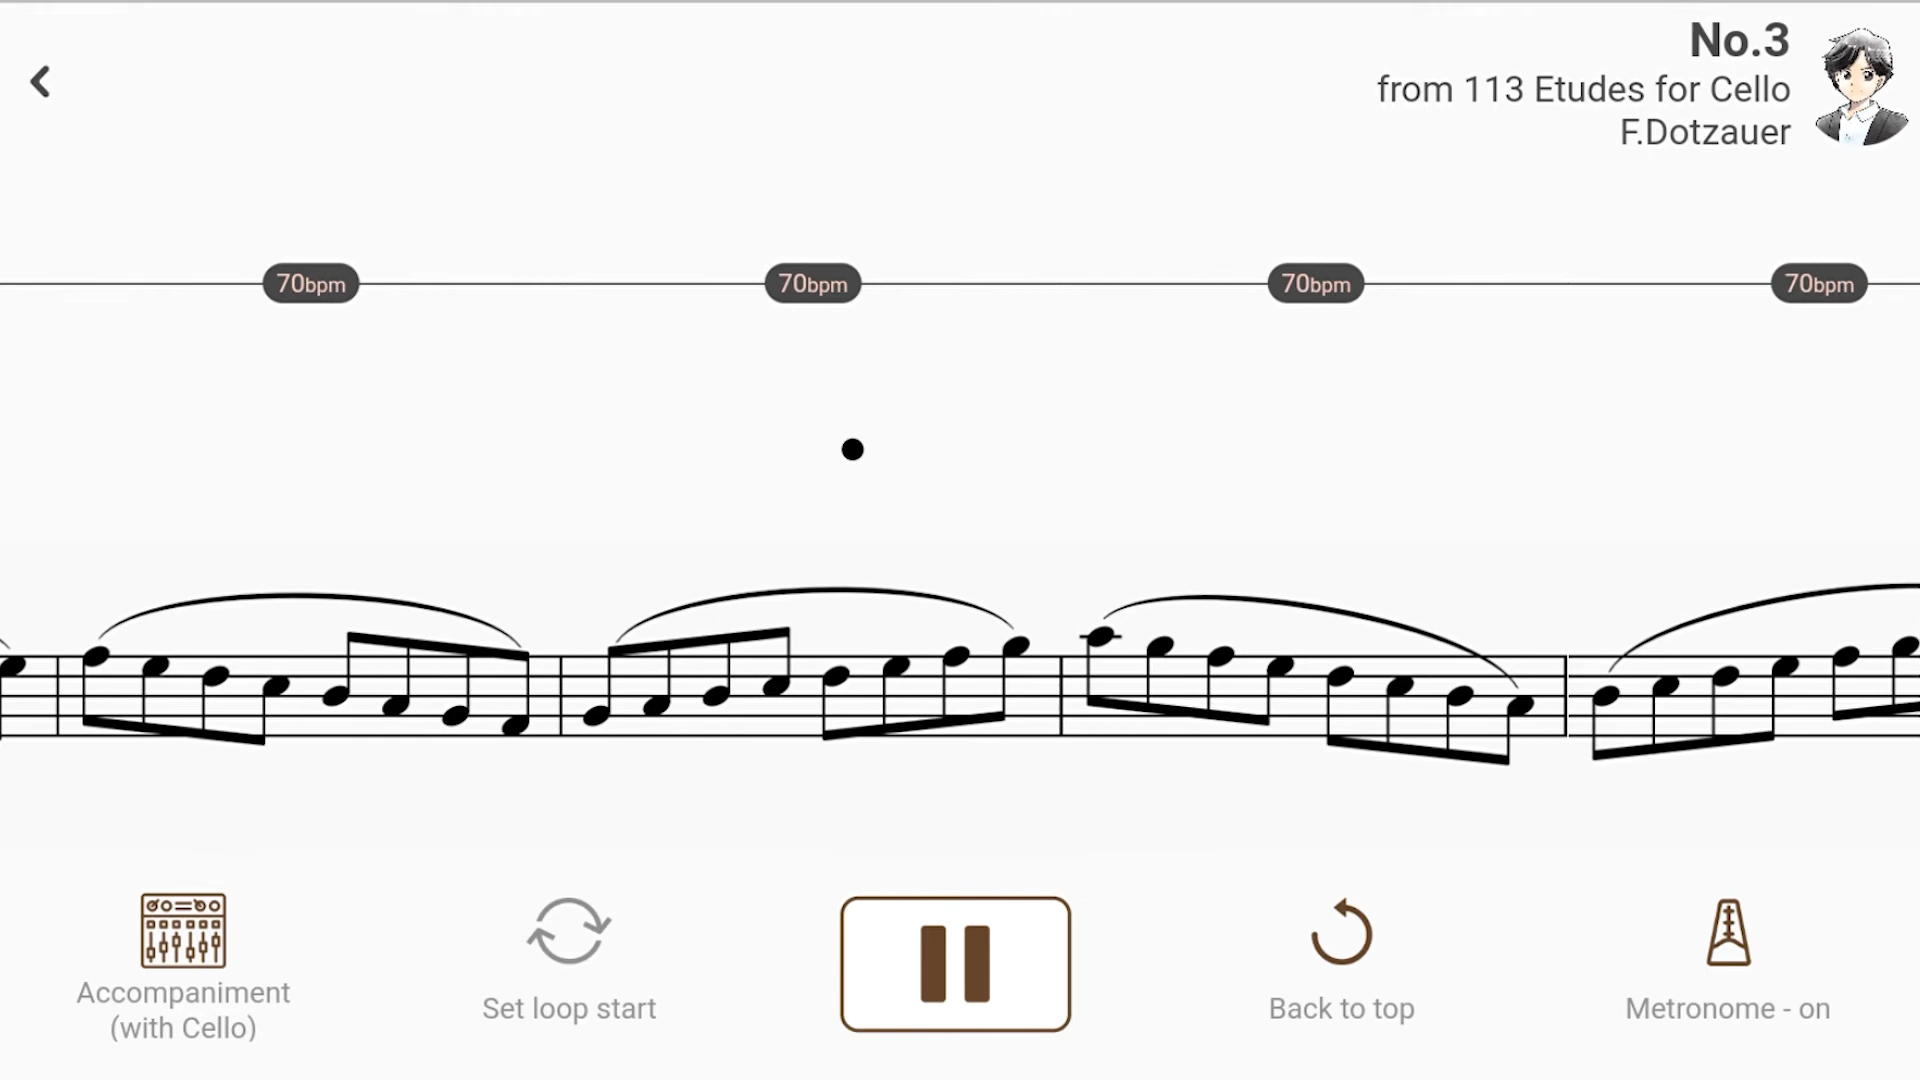 No.3
from 113 Etudes for Cello
F.Dotzauer
70bpm 70bpm 70bpm 70bpm
Accompaniment
(with Cello)
Set loop start
Back to top
Metronome - on